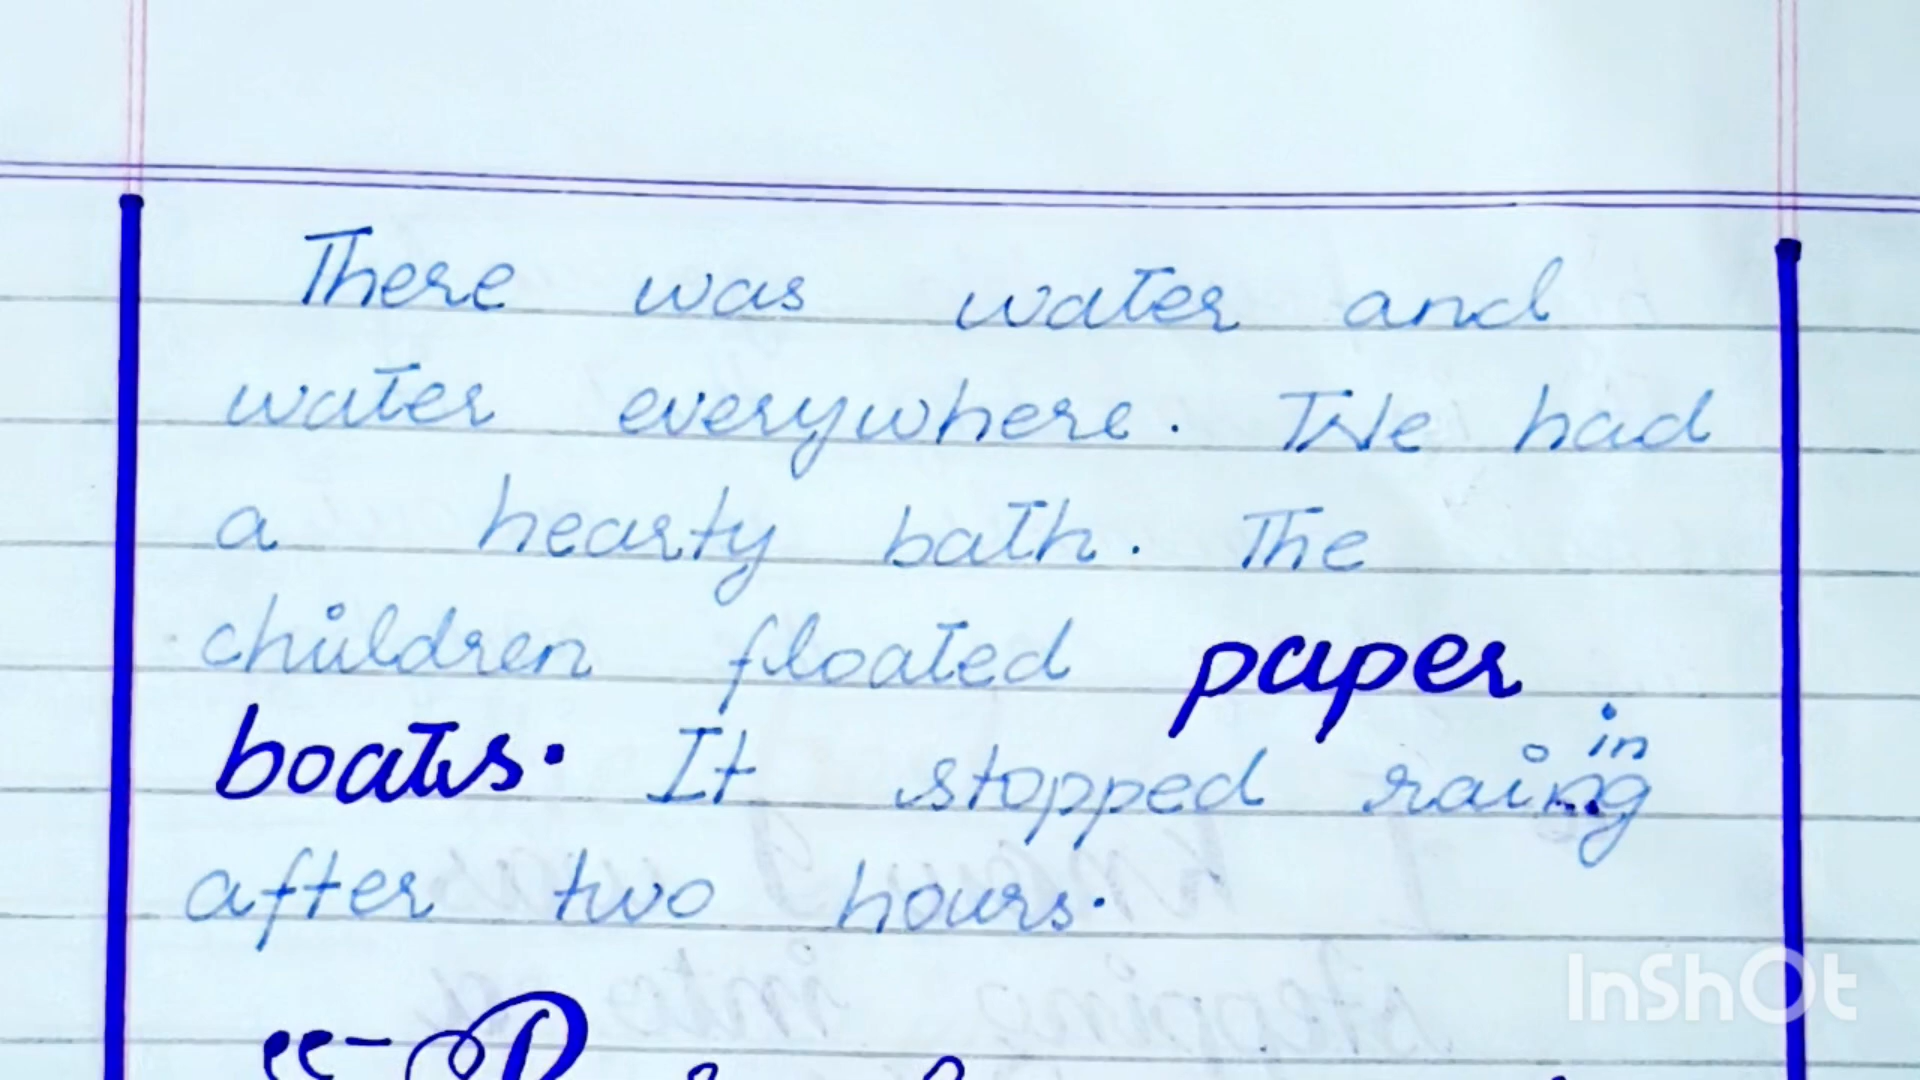 There was water and
water everywhere. We had
a hearty bath. The
children floated paper
boats. It stopped raining
after two hours.
InShOt